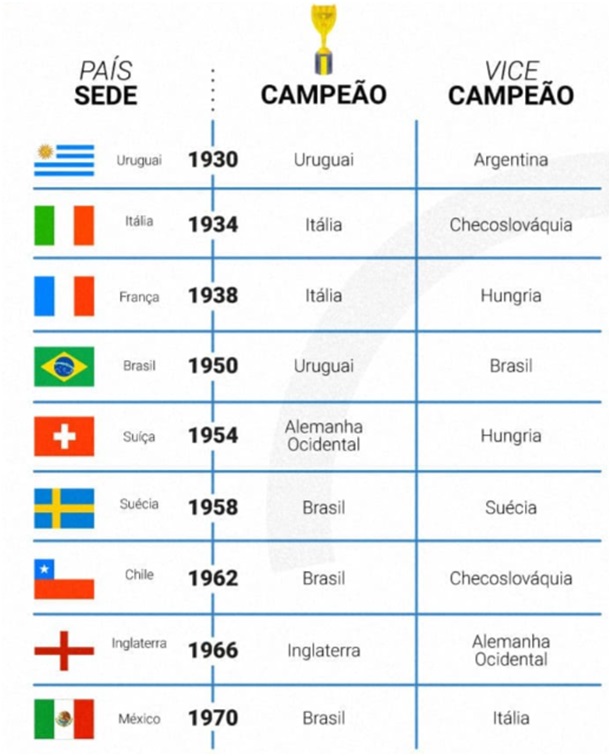 PAÍS
SEDE
CAMPEÃO
VICE
CAMPEÃO
Uruguai 1930 Uruguai Argentina
Itália 1934 Itália Checoslováquia
França 1938 Itália Hungria
Brasil 1950 Uruguai Brasil
Suíça 1954 Alemanha
Ocidental Hungria
Suécia 1958 Brasil Suécia
Chile 1962 Brasil Checoslováquia
Inglaterra 1966 Inglaterra Alemanha
Ocidental
México 1970 Brasil Itália